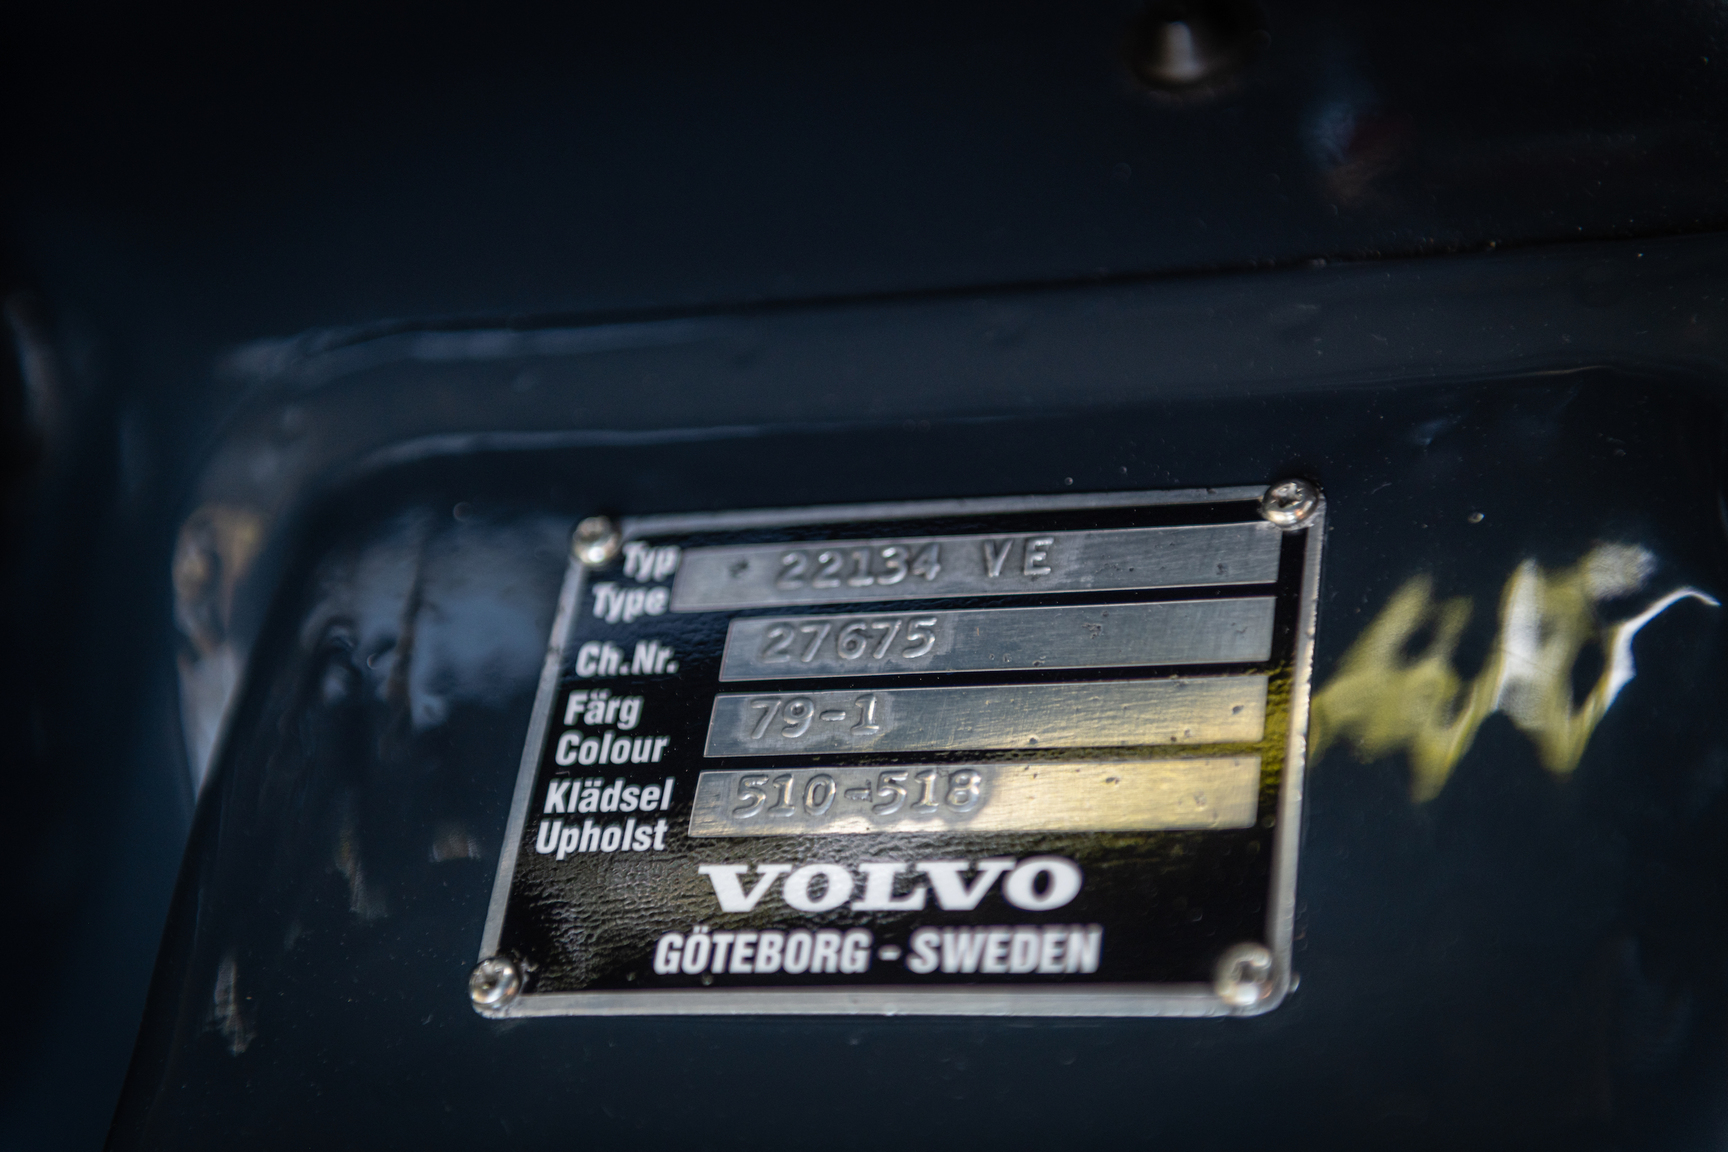 Typ 22134 VE
Type
Ch.Nr. 27675
Färg 79-1
Colour
Klädsel 510-518
Upholst
VOLVO
GÖTEBORG - SWEDEN